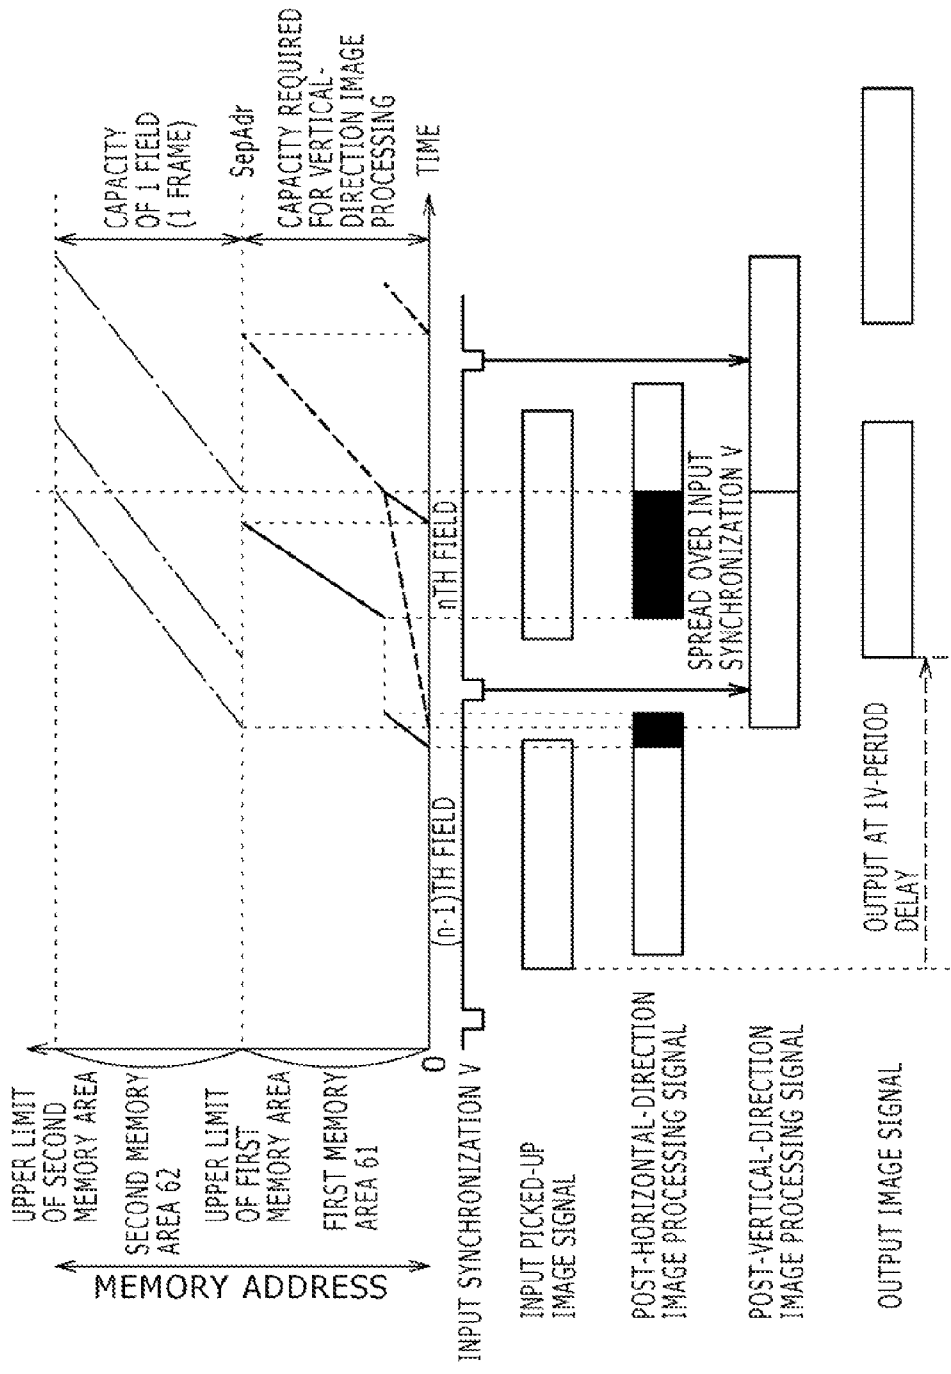 UPPER LIMIT
OF SECOND
MEMORY AREA
SECOND MEMORY
AREA 62
UPPER LIMIT
OF FIRST
MEMORY AREA
FIRST MEMORY
AREA 61
MEMORY ADDRESS
CAPACITY
OF 1 FIELD
(1 FRAME)
SepAdr
CAPACITY REQUIRED
FOR VERTICAL-
DIRECTION IMAGE
PROCESSING
TIME
0
(n-1)TH FIELD
nTH FIELD
INPUT SYNCHRONIZATION V
INPUT PICKED-UP
IMAGE SIGNAL
POST-HORIZONTAL-DIRECTION
IMAGE PROCESSING SIGNAL
SPREAD OVER INPUT
SYNCHRONIZATION V
POST-VERTICAL-DIRECTION
IMAGE PROCESSING SIGNAL
OUTPUT AT 1V-PERIOD
DELAY
OUTPUT IMAGE SIGNAL